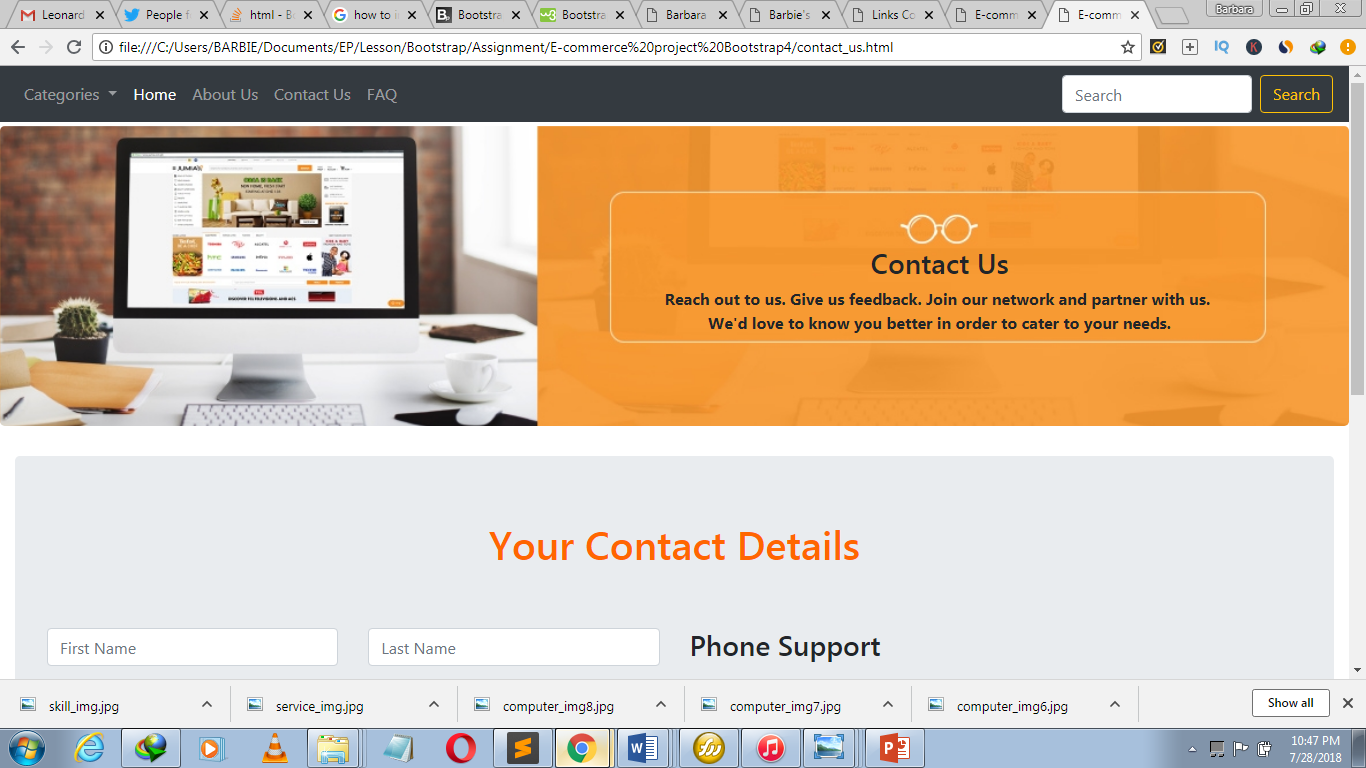 Leonard
People f
html - Bo
how to i
Bootstra
Bootstra
Barbara
Barbie's
Links Co
E-comm
E-comm
Barbara
file:///C:/Users/BARBIE/Documents/EP/Lesson/Bootstrap/Assignment/E-commerce%20project%20Bootstrap4/contact_us.html
Categories Home About Us Contact Us FAQ Search Search
JUMIA
Contact Us
Reach out to us. Give us feedback. Join our network and partner with us.
We'd love to know you better in order to cater to your needs.
Your Contact Details
First Name Last Name Phone Support
skill_img.jpg service_img.jpg computer_img8.jpg computer_img7.jpg computer_img6.jpg Show all
10:47 PM
7/28/2018